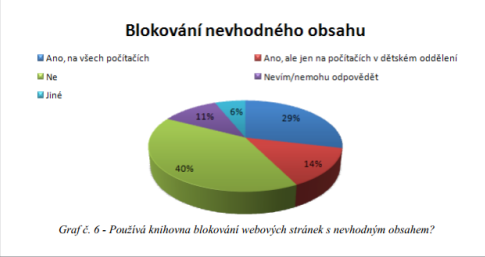 Blokování nevhodného obsahu
Ano, na všech počítačích
Ano, ale jen na počítačích v dětském oddělení
Ne
Nevím/nemohu odpovědět
Jiné
29%
14%
40%
11%
6%
Graf č. 6 - Používá knihovna blokování webových stránek s nevhodným obsahem?